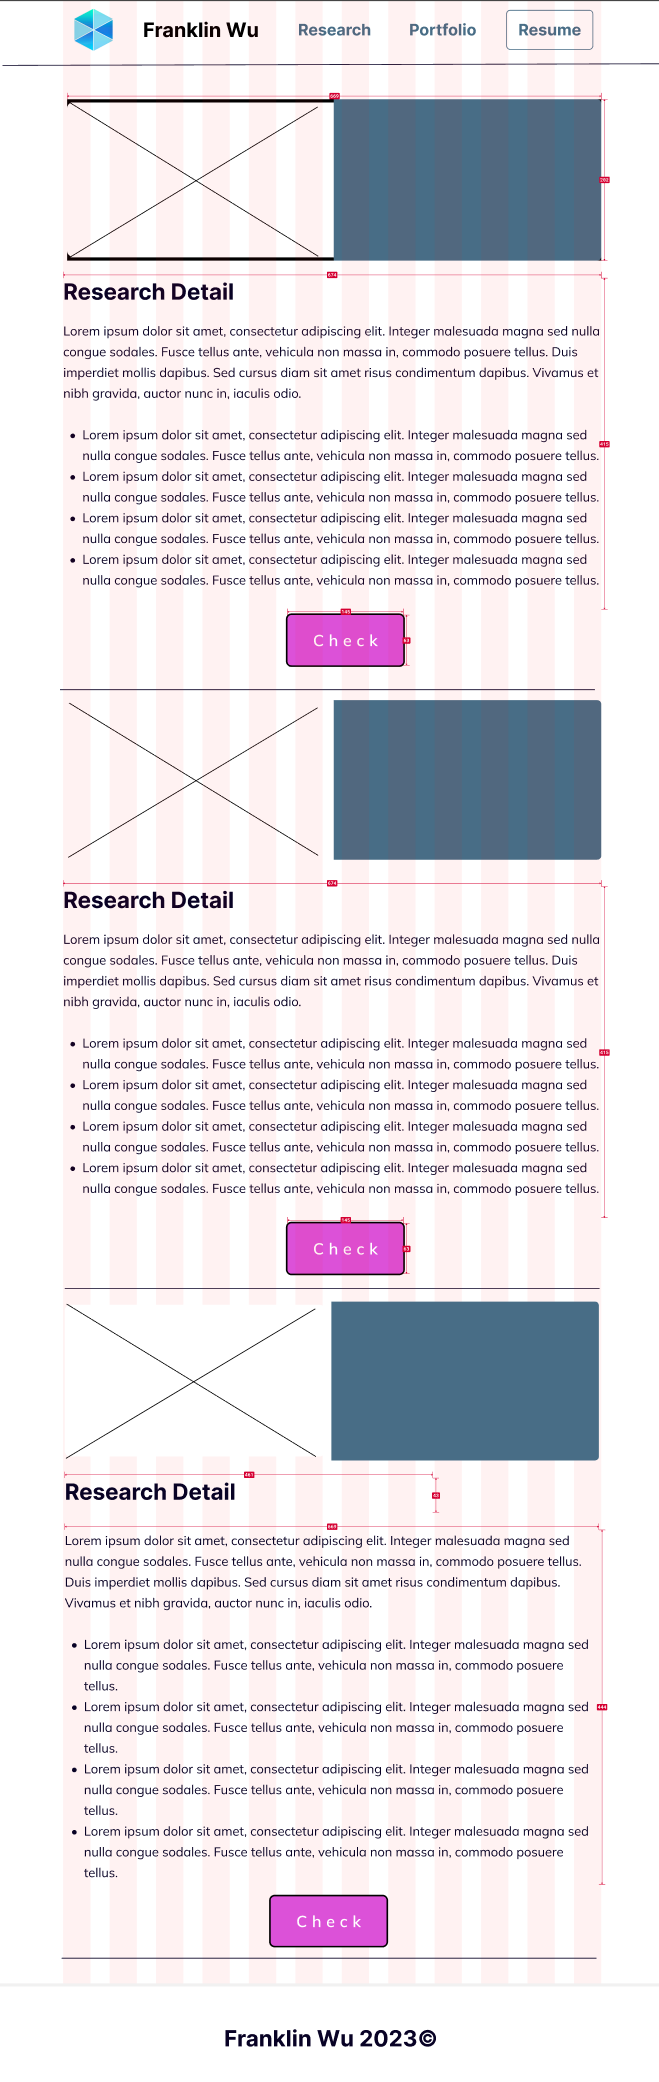 Franklin Wu Research Portfolio Resume
669
292
674
Research Detail
Lorem ipsum dolor sit amet, consectetur adipiscing elit. Integer malesuada magna sed nulla
congue sodales. Fusce tellus ante, vehicula non massa in, commodo posuere tellus. Duis
imperdiet mollis dapibus. Sed cursus diam sit amet risus condimentum dapibus. Vivamus et
nibh gravida, auctor nunc in, iaculis odio.
• Lorem ipsum dolor sit amet, consectetur adipiscing elit. Integer malesuada magna sed
nulla congue sodales. Fusce tellus ante, vehicula non massa in, commodo posuere tellus.
415
• Lorem ipsum dolor sit amet, consectetur adipiscing elit. Integer malesuada magna sed
nulla congue sodales. Fusce tellus ante, vehicula non massa in, commodo posuere tellus.
• Lorem ipsum dolor sit amet, consectetur adipiscing elit. Integer malesuada magna sed
nulla congue sodales. Fusce tellus ante, vehicula non massa in, commodo posuere tellus.
• Lorem ipsum dolor sit amet, consectetur adipiscing elit. Integer malesuada magna sed
nulla congue sodales. Fusce tellus ante, vehicula non massa in, commodo posuere tellus.
Check
674
Research Detail
Lorem ipsum dolor sit amet, consectetur adipiscing elit. Integer malesuada magna sed nulla
congue sodales. Fusce tellus ante, vehicula non massa in, commodo posuere tellus. Duis
imperdiet mollis dapibus. Sed cursus diam sit amet risus condimentum dapibus. Vivamus et
nibh gravida, auctor nunc in, iaculis odio.
• Lorem ipsum dolor sit amet, consectetur adipiscing elit. Integer malesuada magna sed
415
nulla congue sodales. Fusce tellus ante, vehicula non massa in, commodo posuere tellus.
• Lorem ipsum dolor sit amet, consectetur adipiscing elit. Integer malesuada magna sed
nulla congue sodales. Fusce tellus ante, vehicula non massa in, commodo posuere tellus.
• Lorem ipsum dolor sit amet, consectetur adipiscing elit. Integer malesuada magna sed
nulla congue sodales. Fusce tellus ante, vehicula non massa in, commodo posuere tellus.
• Lorem ipsum dolor sit amet, consectetur adipiscing elit. Integer malesuada magna sed
nulla congue sodales. Fusce tellus ante, vehicula non massa in, commodo posuere tellus.
Check
461
Research Detail
43
669
Lorem ipsum dolor sit amet, consectetur adipiscing elit. Integer malesuada magna sed
nulla congue sodales. Fusce tellus ante, vehicula non massa in, commodo posuere tellus.
Duis imperdiet mollis dapibus. Sed cursus diam sit amet risus condimentum dapibus.
Vivamus et nibh gravida, auctor nunc in, iaculis odio.
• Lorem ipsum dolor sit amet, consectetur adipiscing elit. Integer malesuada magna sed
nulla congue sodales. Fusce tellus ante, vehicula non massa in, commodo posuere
tellus.
• Lorem ipsum dolor sit amet, consectetur adipiscing elit. Integer malesuada magna sed
444
nulla congue sodales. Fusce tellus ante, vehicula non massa in, commodo posuere
tellus.
• Lorem ipsum dolor sit amet, consectetur adipiscing elit. Integer malesuada magna sed
nulla congue sodales. Fusce tellus ante, vehicula non massa in, commodo posuere
tellus.
• Lorem ipsum dolor sit amet, consectetur adipiscing elit. Integer malesuada magna sed
nulla congue sodales. Fusce tellus ante, vehicula non massa in, commodo posuere
tellus.
Check
Franklin Wu 2023©